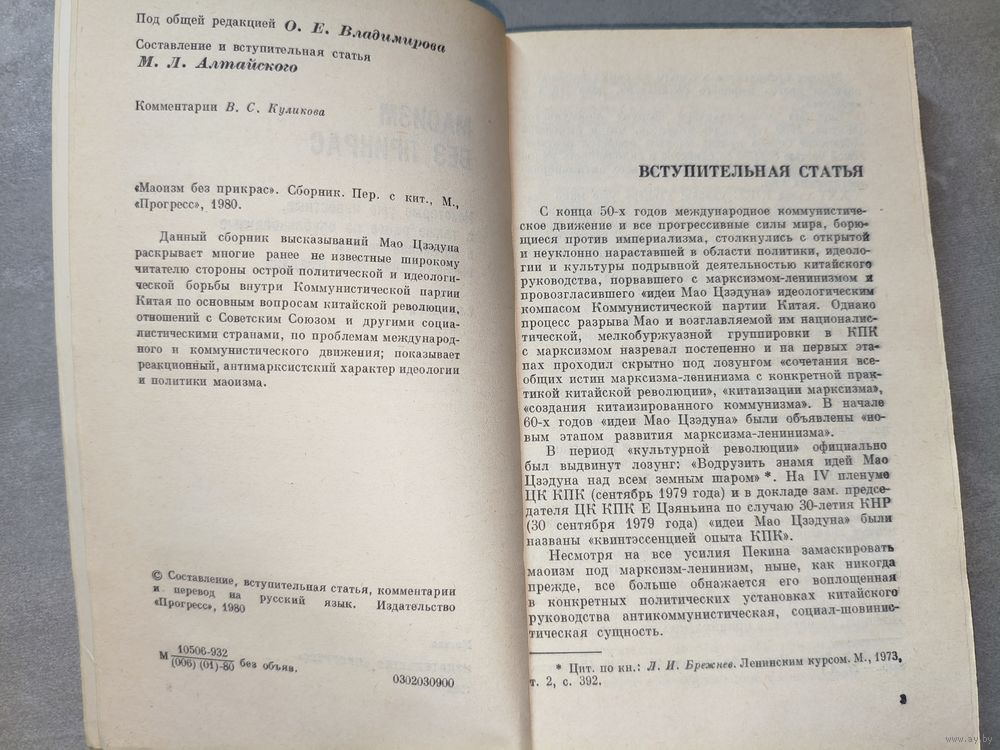 Под общей редакцией О. Е. Владимирова
Составление и вступительная статья
М. Л. Алтайского
Комментарии В. С. Куликова
«Маоизм без прикрас». Сборник. Пер. с кит., М.,
«Прогресс», 1980.
Данный сборник высказываний Мао Цзэдуна
раскрывает многие ранее не известные широкому
читателю стороны острой политической и идеологи-
ческой борьбы внутри Коммунистической партии
Китая по основным вопросам китайской революции,
отношений с Советским Союзом и другими социа-
листическими странами, по проблемам международ-
ного и коммунистического движения; показывает
реакционный, антимарксистский характер идеологии
и политики маоизма.
© Составление, вступительная статья, комментарии
и перевод на русский язык. Издательство
«Прогресс», 1980
М 10506-932
(006) (01)-80 без объяв.
0302030900
ВСТУПИТЕЛЬНАЯ СТАТЬЯ
С конца 50-х годов международное коммунистиче-
ское движение и все прогрессивные силы мира, борю-
щиеся против империализма, столкнулись с открытой
и неуклонно нараставшей в области политики, идеоло-
гии и культуры подрывной деятельностью китайского
руководства, порвавшего с марксизмом-ленинизмом и
провозгласившего «идеи Мао Цзэдуна» идеологическим
компасом Коммунистической партии Китая. Однако
процесс разрыва Мао и возглавляемой им националис-
тической, мелкобуржуазной группировки в КПК
с марксизмом назревал постепенно и на первых эта-
пах проходил скрытно под лозунгом «сочетания все-
общих истин марксизма-ленинизма с конкретной прак-
тикой китайской революции», «китаизации марксизма»,
«создания китаизированного коммунизма». В начале
60-х годов «идеи Мао Цзэдуна» были объявлены «но-
вым этапом развития марксизма-ленинизма».
В период «культурной революции» официально
был выдвинут лозунг: «Водрузить знамя идей Мао
Цзэдуна над всем земным шаром» *. На IV пленуме
ЦК КПК (сентябрь 1979 года) и в докладе зам. предсе-
дателя ЦК КПК Е Цзяньина по случаю 30-летия КНР
(30 сентября 1979 года) «идеи Мао Цзэдуна» были
названы «квинтэссенцией опыта КПК».
Несмотря на все усилия Пекина замаскировать
маоизм под марксизм-ленинизм, ныне, как никогда
прежде, все больше обнажается его воплощенная
в конкретных политических установках китайского
руководства антикоммунистическая, социал-шовинис-
тическая сущность.
* Цит. по кн.: Л. И. Брежнев. Ленинским курсом. М., 1973,
т. 2, с. 392.
3
www.ay.by